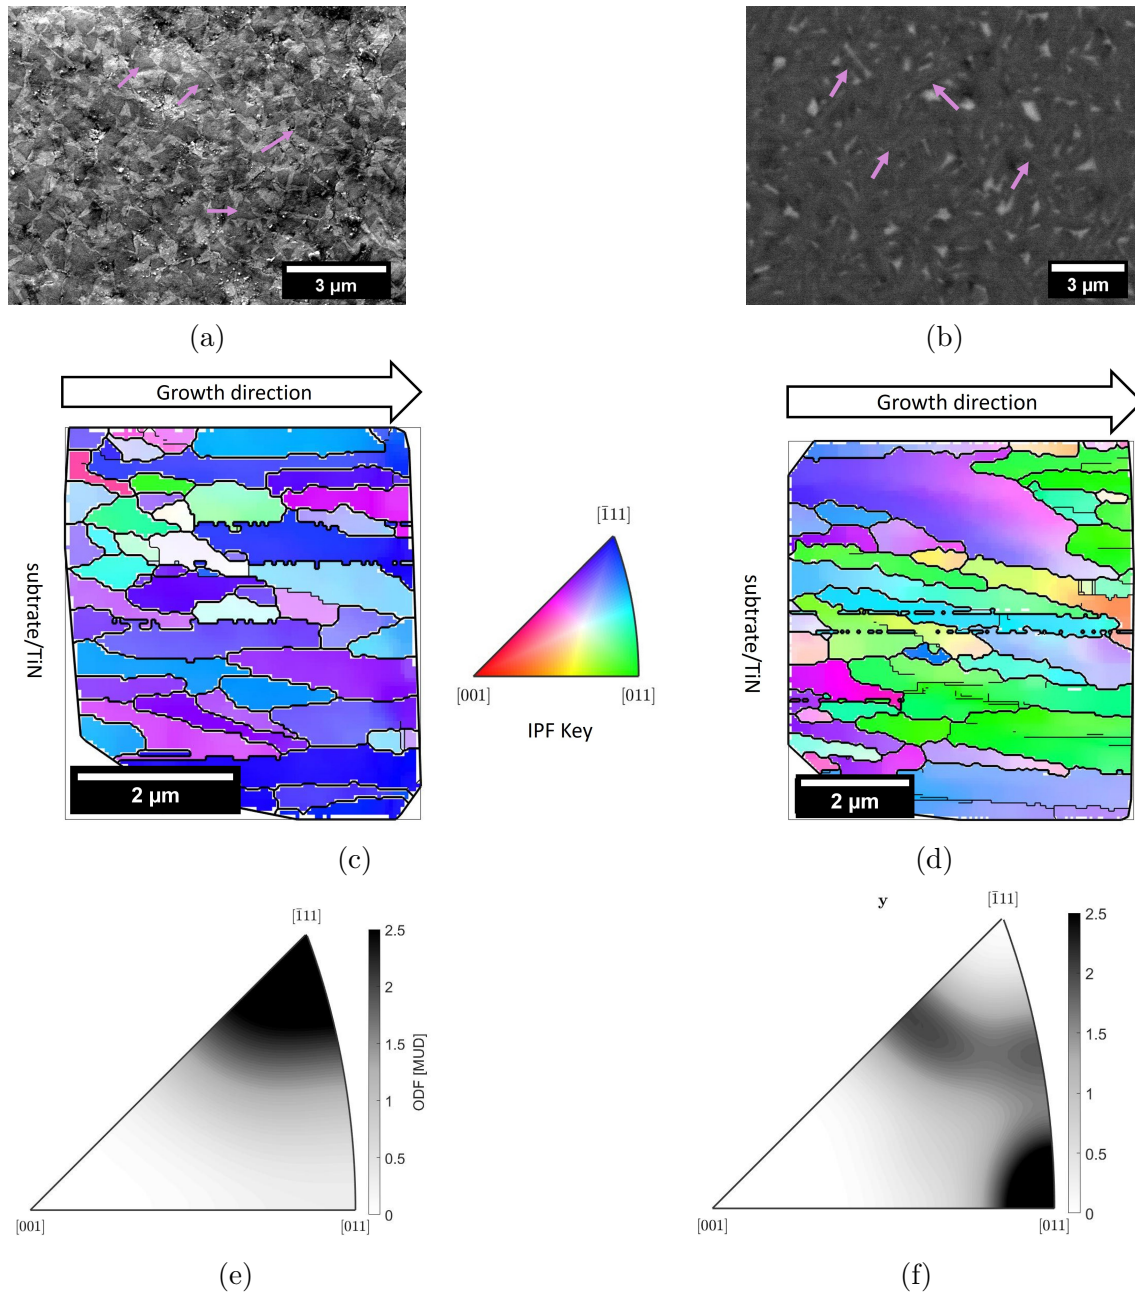 3 μm
3 μm
(a)
(b)
Growth direction
Growth direction
subtrate/TiN
[1̅11]
[001]
[011]
IPF Key
subtrate/TiN
2 μm
2 μm
(c)
(d)
[1̅11]
2.5
2
1.5
1
0.5
0
ODF [MUD]
[001]
[011]
y
[1̅11]
2.5
2
1.5
1
0.5
0
[001]
[011]
(e)
(f)